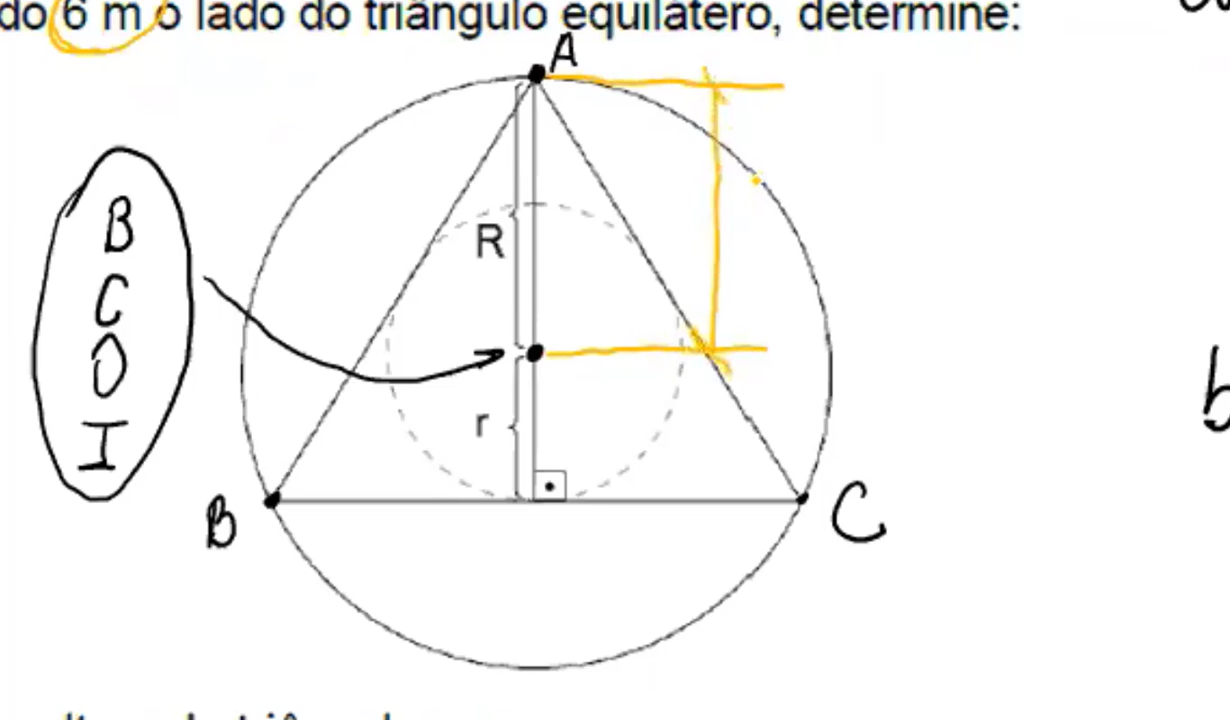 do 6 m o lado do triângulo equilátero, determine:
A
B
C
O
I
R
r
B
C
b